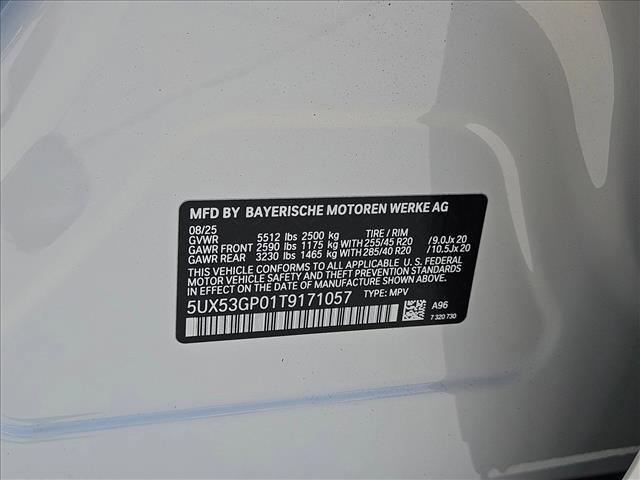 MFD BY BAYERISCHE MOTOREN WERKE AG
08/25
GVWR 5512 lbs 2500 kg TIRE / RIM
GAWR FRONT 2590 lbs 1175 kg WITH 255/45 R20 /9.0Jx 20
GAWR REAR 3230 lbs 1465 kg WITH 285/40 R20 /10.5Jx 20
THIS VEHICLE CONFORMS TO ALL APPLICABLE U.S. FEDERAL
MOTOR VEHICLE SAFETY, BUMPER, AND THEFT PREVENTION
STANDARDS IN EFFECT ON THE DATE OF MANUFACTURE SHOWN ABOVE.
5UX53GP01T9171057 TYPE: MPV
A96
7 320 730